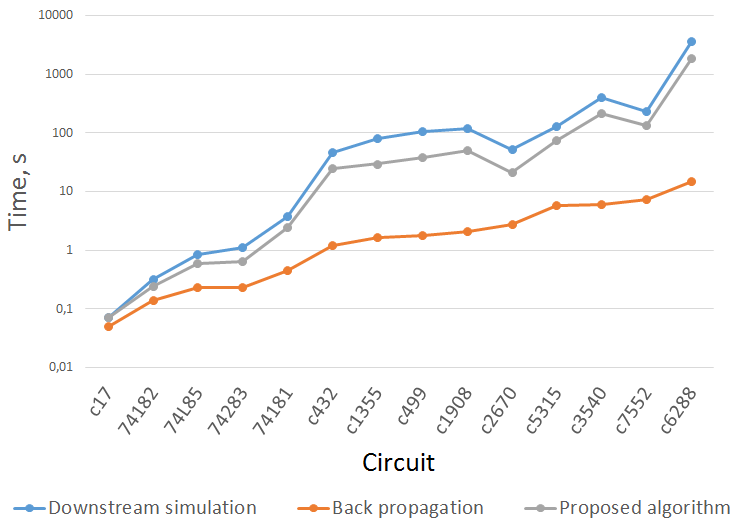 10000
1000
100
10
1
0,1
0,01
Time, s
c17
74182
74L85
74283
74181
c432
c1355
c499
c1908
c2670
c5315
c3540
c7552
c6288
Circuit
Downstream simulation
Back propagation
Proposed algorithm